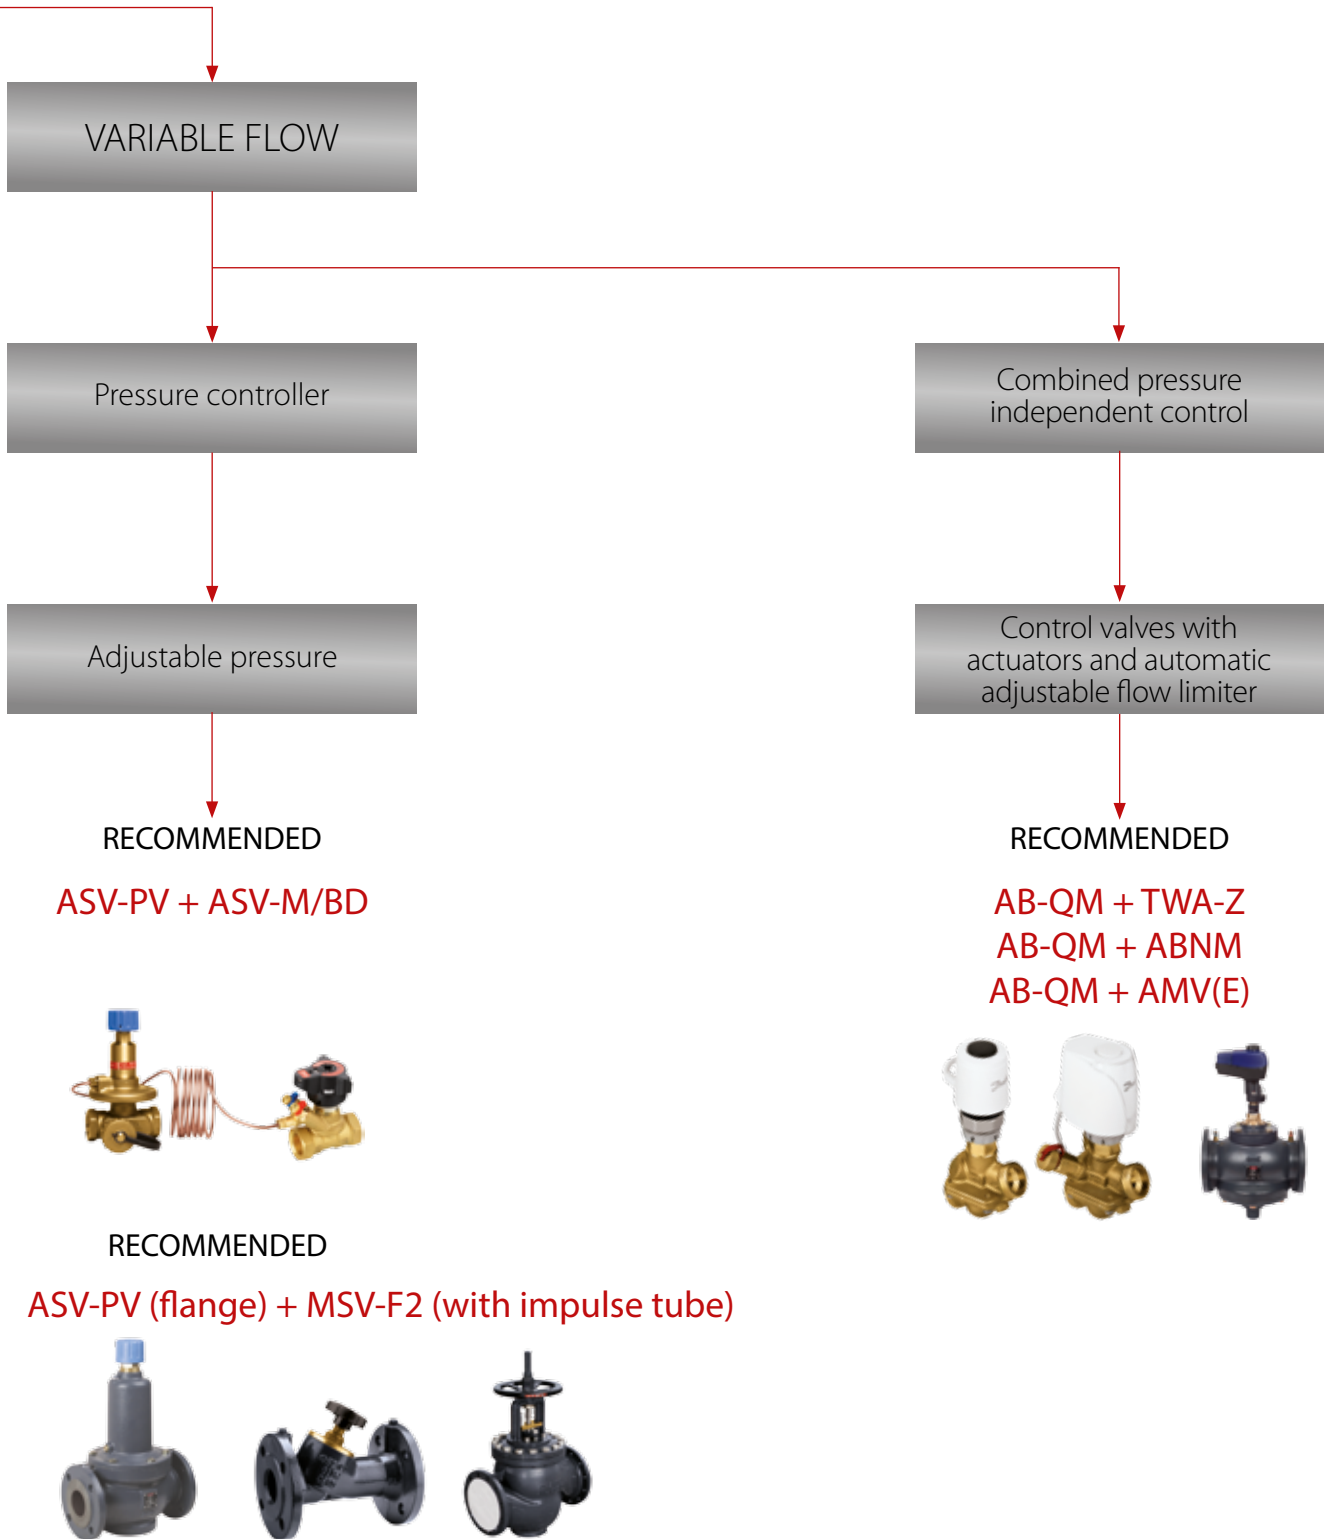 VARIABLE FLOW
Pressure controller
Combined pressure
independent control
Adjustable pressure
Control valves with
actuators and automatic
adjustable flow limiter
RECOMMENDED
ASV-PV + ASV-M/BD
RECOMMENDED
AB-QM + TWA-Z
AB-QM + ABNM
AB-QM + AMV(E)
RECOMMENDED
ASV-PV (flange) + MSV-F2 (with impulse tube)